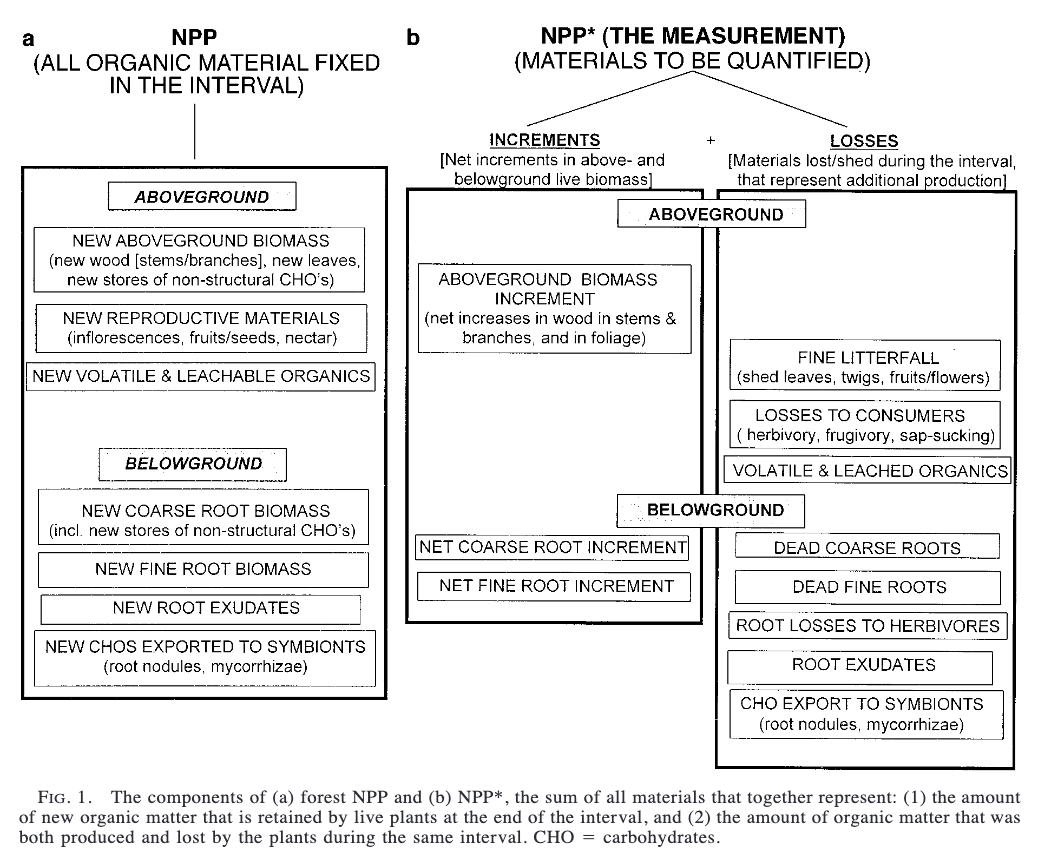 a
NPP
(ALL ORGANIC MATERIAL FIXED
IN THE INTERVAL)
ABOVEGROUND
NEW ABOVEGROUND BIOMASS
(new wood [stems/branches], new leaves,
new stores of non-structural CHO's)
NEW REPRODUCTIVE MATERIALS
(inflorescences, fruits/seeds, nectar)
NEW VOLATILE & LEACHABLE ORGANICS
BELOWGROUND
NEW COARSE ROOT BIOMASS
(incl. new stores of non-structural CHO's)
NEW FINE ROOT BIOMASS
NEW ROOT EXUDATES
NEW CHOS EXPORTED TO SYMBIONTS
(root nodules, mycorrhizae)
b
NPP* (THE MEASUREMENT)
(MATERIALS TO BE QUANTIFIED)
INCREMENTS
[Net increments in above- and
belowground live biomass]
+
LOSSES
[Materials lost/shed during the interval,
that represent additional production]
ABOVEGROUND
ABOVEGROUND BIOMASS
INCREMENT
(net increases in wood in stems &
branches, and in foliage)
FINE LITTERFALL
(shed leaves, twigs, fruits/flowers)
LOSSES TO CONSUMERS
( herbivory, frugivory, sap-sucking)
VOLATILE & LEACHED ORGANICS
BELOWGROUND
NET COARSE ROOT INCREMENT
NET FINE ROOT INCREMENT
DEAD COARSE ROOTS
DEAD FINE ROOTS
ROOT LOSSES TO HERBIVORES
ROOT EXUDATES
CHO EXPORT TO SYMBIONTS
(root nodules, mycorrhizae)
FIG. 1. The components of (a) forest NPP and (b) NPP*, the sum of all materials that together represent: (1) the amount
of new organic matter that is retained by live plants at the end of the interval, and (2) the amount of organic matter that was
both produced and lost by the plants during the same interval. CHO = carbohydrates.